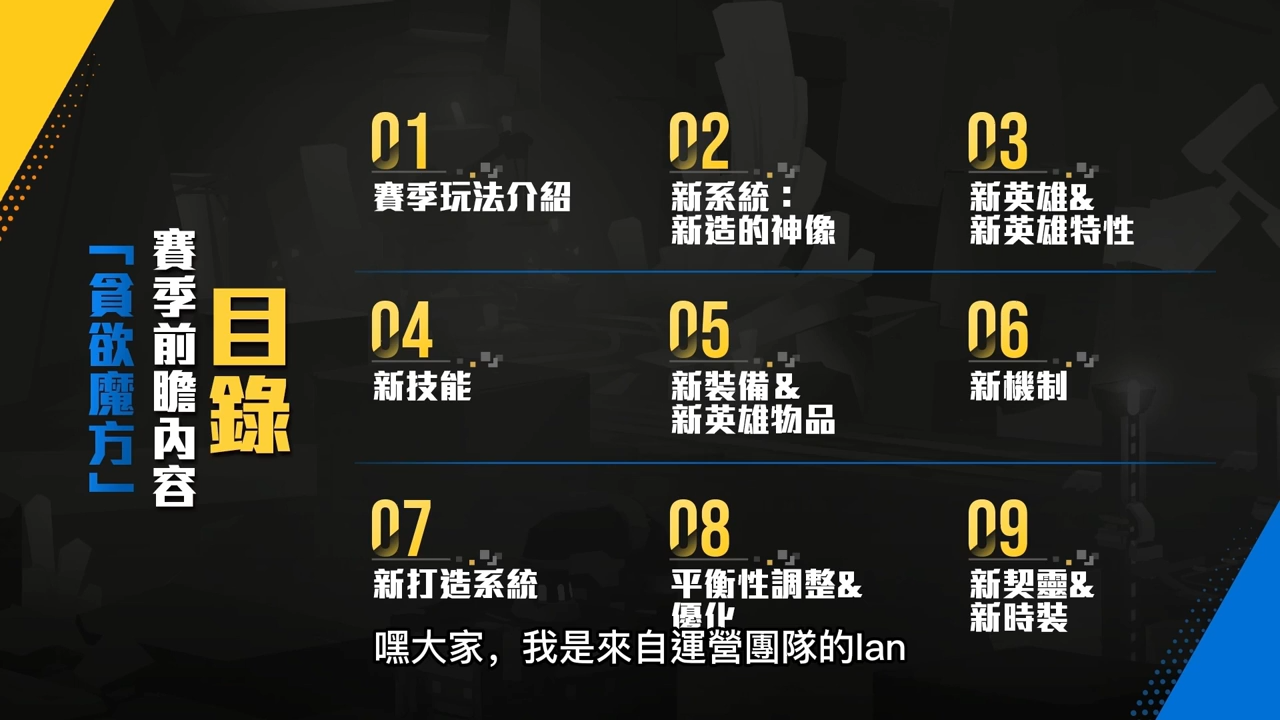 目錄
賽季前瞻內容
「貪欲魔方」
01
賽季玩法介紹
02
新系統：
新造的神像
03
新英雄&
新英雄特性
04
新技能
05
新裝備&
新英雄物品
06
新機制
07
新打造系統
08
平衡性調整&
優化
09
新契靈&
新時裝
嘿大家，我是來自運營團隊的Ian